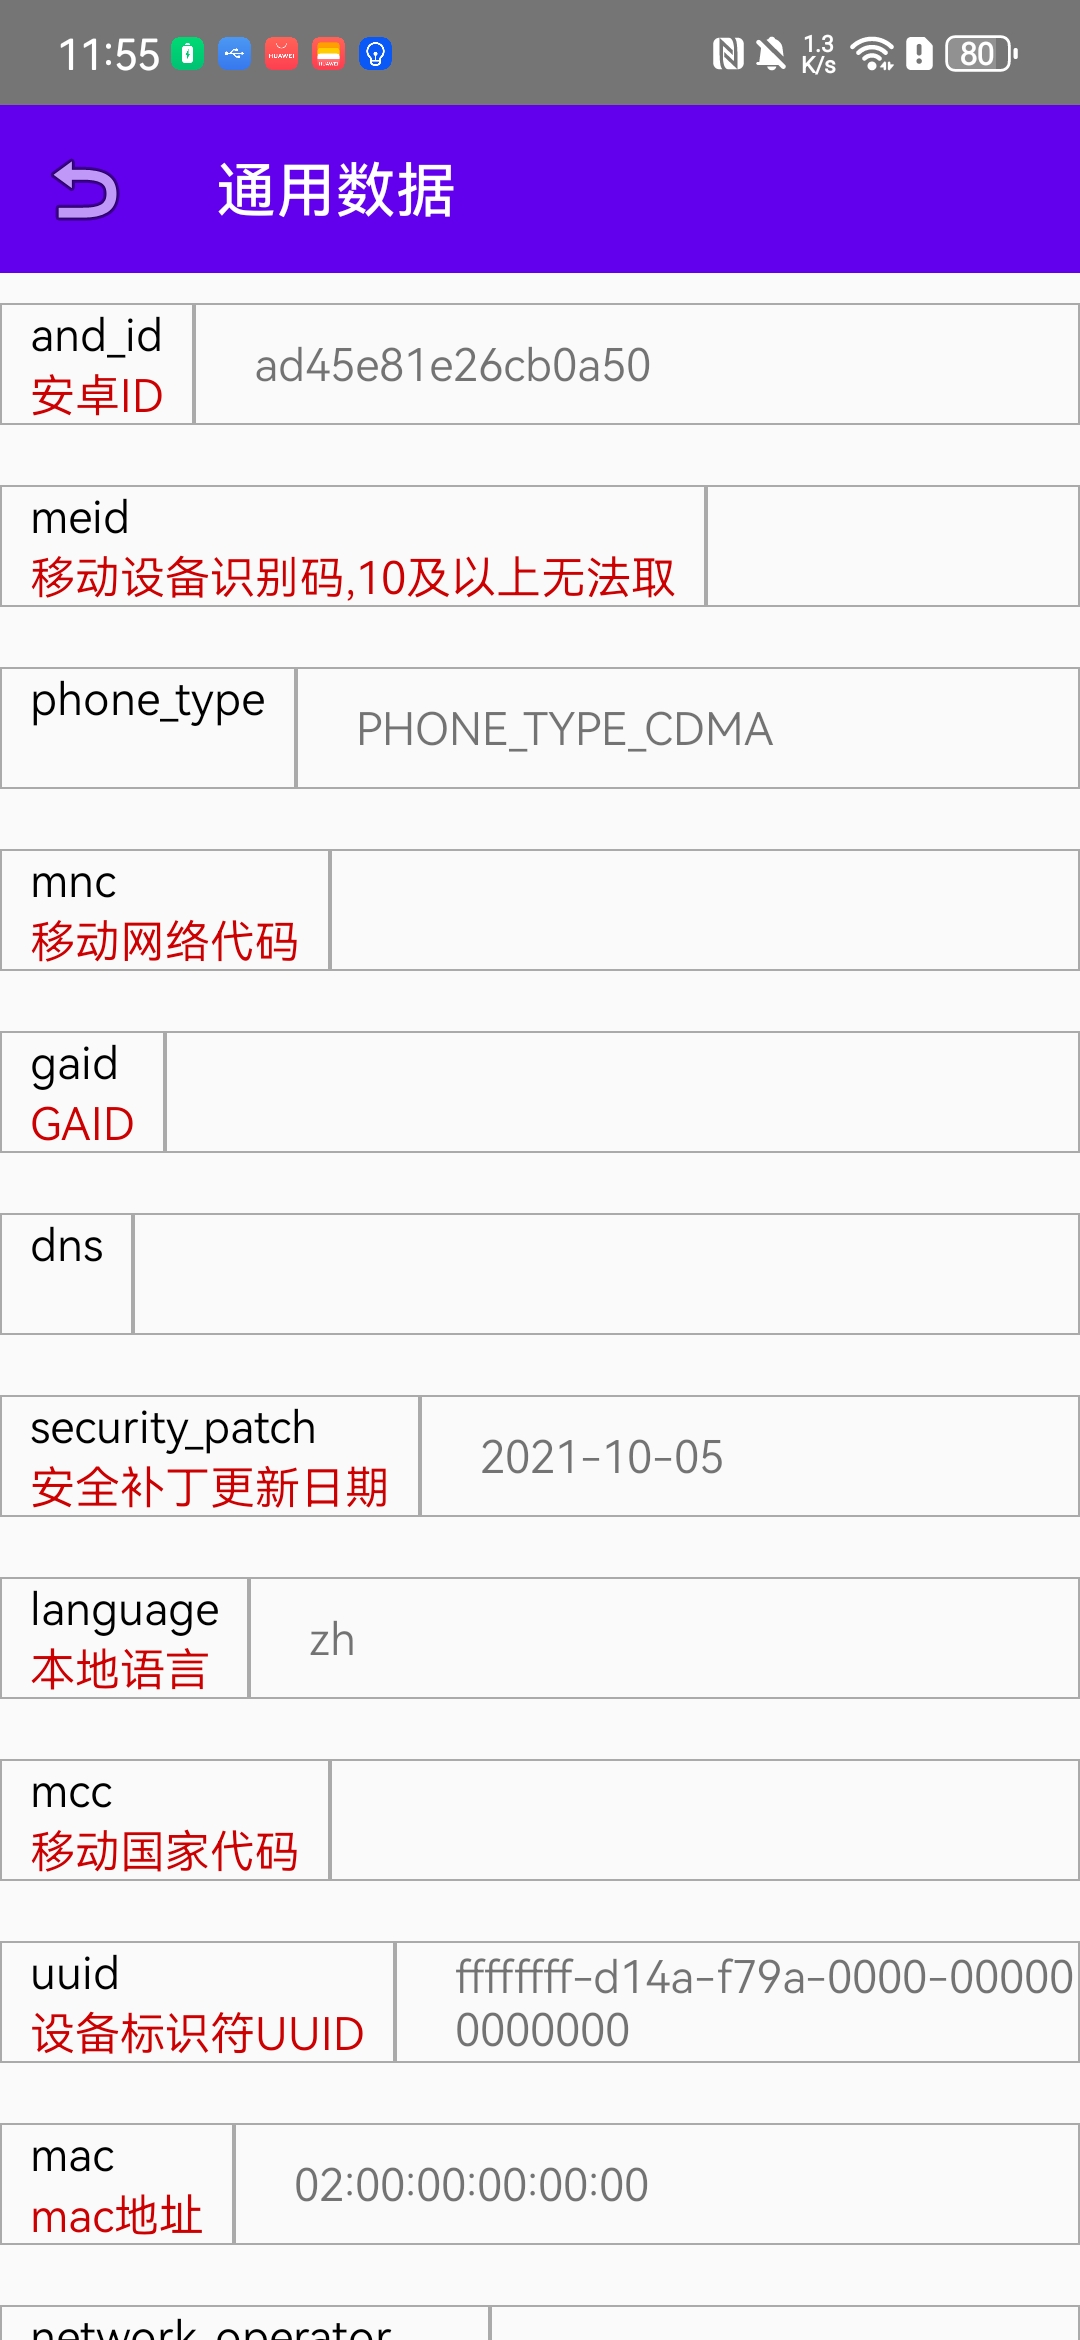 11:55 HUAWEI HUAWEI 1.3 K/s 80
通用数据
and_id
安卓ID
ad45e81e26cb0a50
meid
移动设备识别码,10及以上无法取
phone_type
PHONE_TYPE_CDMA
mnc
移动网络代码
gaid
GAID
dns
security_patch
安全补丁更新日期
2021-10-05
language
本地语言
zh
mcc
移动国家代码
uuid
设备标识符UUID
ffffffff-d14a-f79a-0000-00000
0000000
mac
mac地址
02:00:00:00:00:00
network_operator